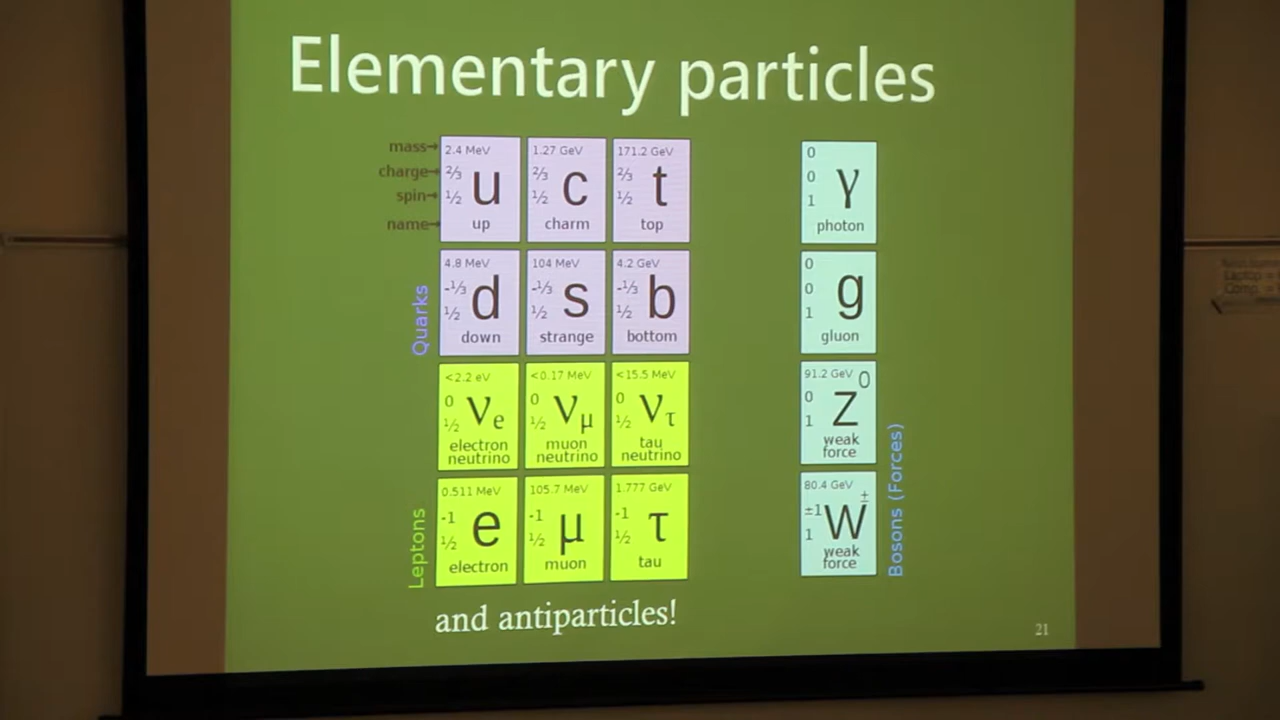 Elementary particles
mass→
charge→
spin→
name→
2.4 MeV
⅔
½
u
up
1.27 GeV
⅔
½
c
charm
171.2 GeV
⅔
½
t
top
0
0
1
γ
photon
Quarks
4.8 MeV
-⅓
½
d
down
104 MeV
-⅓
½
s
strange
4.2 GeV
-⅓
½
b
bottom
0
0
1
g
gluon
<2.2 eV
0
½
νe
electron
neutrino
<0.17 MeV
0
½
νμ
muon
neutrino
<15.5 MeV
0
½
ντ
tau
neutrino
91.2 GeV
0
0
1
Z
weak
force
Leptons
0.511 MeV
-1
½
e
electron
105.7 MeV
-1
½
μ
muon
1.777 GeV
-1
½
τ
tau
80.4 GeV
±
±1
1
W
weak
force
Bosons (Forces)
and antiparticles!
21